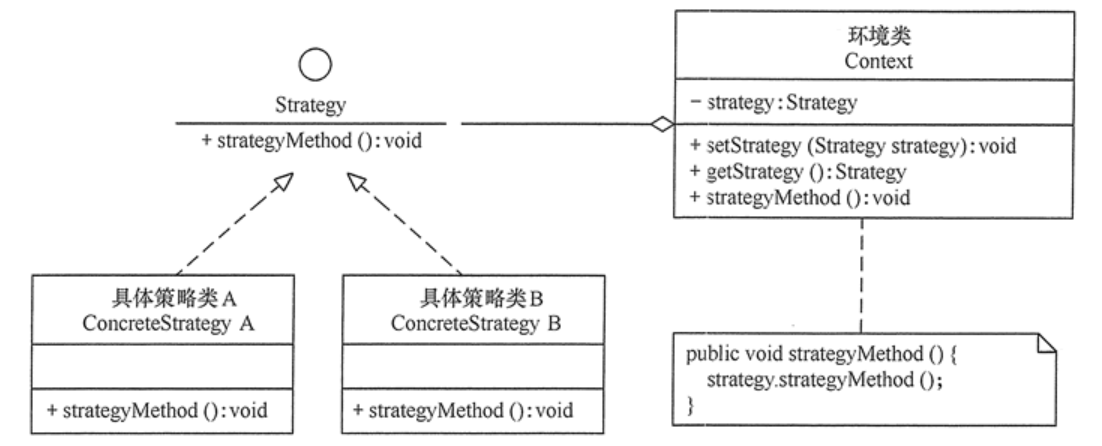 Strategy
+ strategyMethod ():void
环境类
Context
− strategy:Strategy
+ setStrategy (Strategy strategy):void
+ getStrategy ():Strategy
+ strategyMethod ():void
具体策略类A
ConcreteStrategy A
+ strategyMethod ():void
具体策略类B
ConcreteStrategy B
+ strategyMethod ():void
public void strategyMethod () {
strategy.strategyMethod ();
}